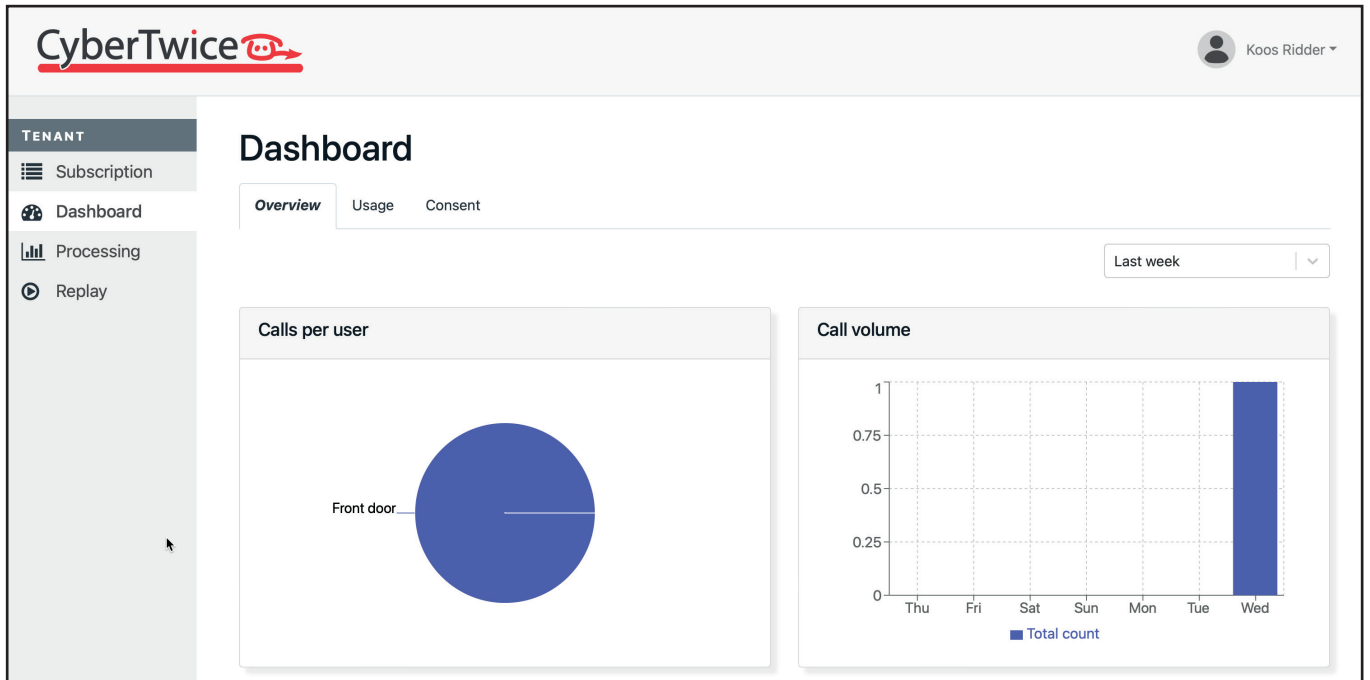 CyberTwice
Koos Ridder
TENANT
Subscription
Dashboard
Processing
Replay
Dashboard
Overview Usage Consent
Last week
Calls per user
Front door
Call volume
1
0.75
0.5
0.25
0
Thu Fri Sat Sun Mon Tue Wed
Total count